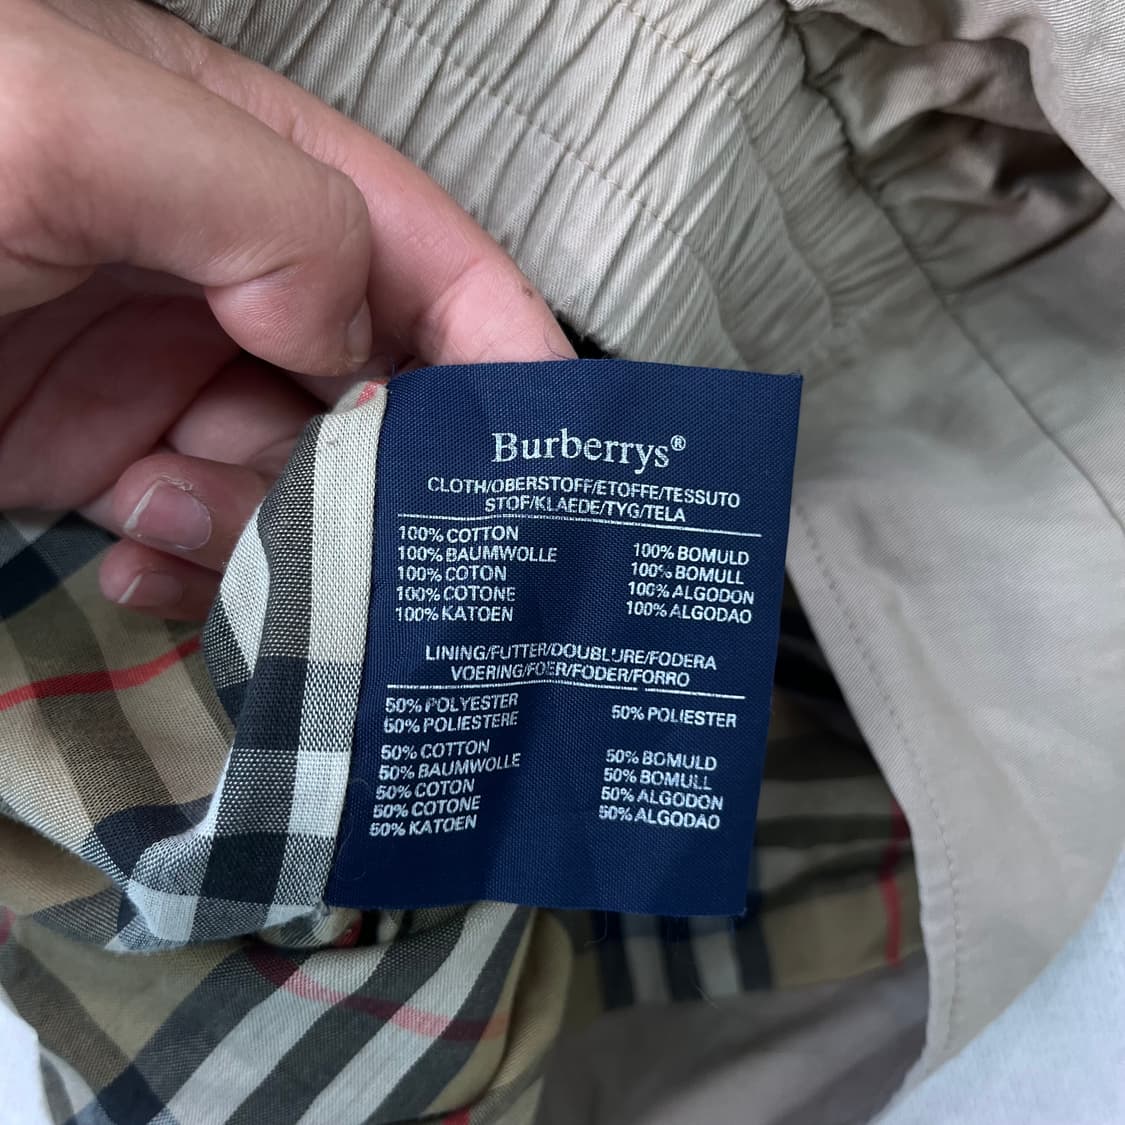 Burberrys®
CLOTH/OBERSTOFF/ETOFFE/TESSUTO
STOF/KLAEDE/TYG/TELA
100% COTTON
100% BAUMWOLLE
100% COTON
100% COTONE
100% KATOEN
100% BOMULD
100% BOMULL
100% ALGODON
100% ALGODAO
LINING/FUTTER/DOUBLURE/FODERA
VOERING/FOER/FODER/FORRO
50% POLYESTER
50% POLIESTERE
50% POLIESTER
50% COTTON
50% BAUMWOLLE
50% COTON
50% COTONE
50% KATOEN
50% BOMULD
50% BOMULL
50% ALGODON
50% ALGODAO